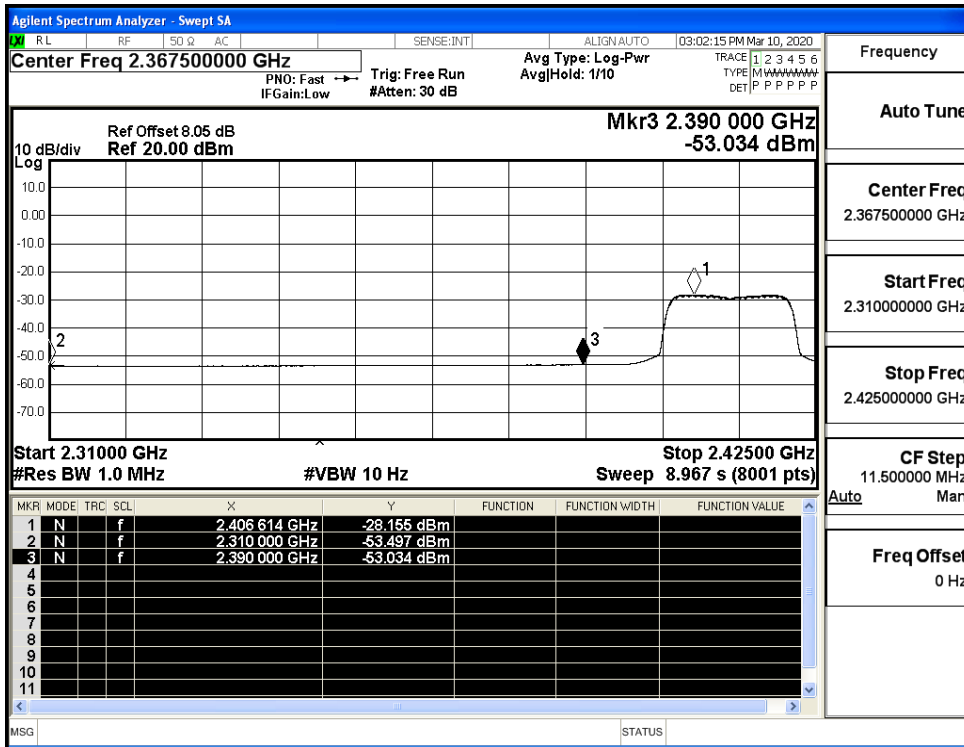 Agilent Spectrum Analyzer - Swept SA
LXI RL RF 50 Ω AC SENSE:INT ALIGN AUTO 03:02:15 PM Mar 10, 2020
Center Freq 2.367500000 GHz
PNO: Fast
IFGain:Low
Trig: Free Run
#Atten: 30 dB
Avg Type: Log-Pwr
Avg|Hold: 1/10
TRACE 1 2 3 4 5 6
TYPE M WWWWW
DET P P P P P P
Ref Offset 8.05 dB
10 dB/div Ref 20.00 dBm
Log
Mkr3 2.390 000 GHz
-53.034 dBm
10.0
0.00
-10.0
-20.0
-30.0
-40.0
-50.0
-60.0
-70.0
1
2
3
Start 2.31000 GHz Stop 2.42500 GHz
#Res BW 1.0 MHz #VBW 10 Hz Sweep 8.967 s (8001 pts)
MKR MODE TRC SCL X Y FUNCTION FUNCTION WIDTH FUNCTION VALUE
1 N f 2.406 614 GHz -28.155 dBm
2 N f 2.310 000 GHz -53.497 dBm
3 N f 2.390 000 GHz -53.034 dBm
4
5
6
7
8
9
10
11
MSG STATUS
Frequency
Auto Tune
Center Freq
2.367500000 GHz
Start Freq
2.310000000 GHz
Stop Freq
2.425000000 GHz
CF Step
11.500000 MHz
Auto Man
Freq Offset
0 Hz